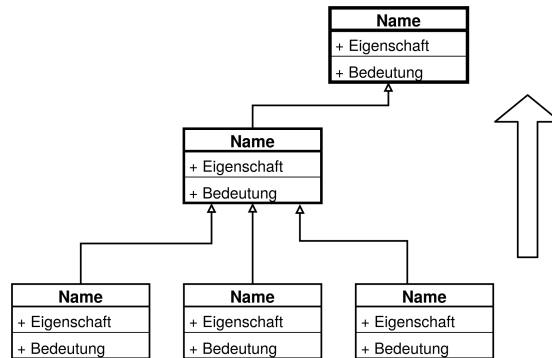 Name
+ Eigenschaft
+ Bedeutung
Name
+ Eigenschaft
+ Bedeutung
Name
+ Eigenschaft
+ Bedeutung
Name
+ Eigenschaft
+ Bedeutung
Name
+ Eigenschaft
+ Bedeutung